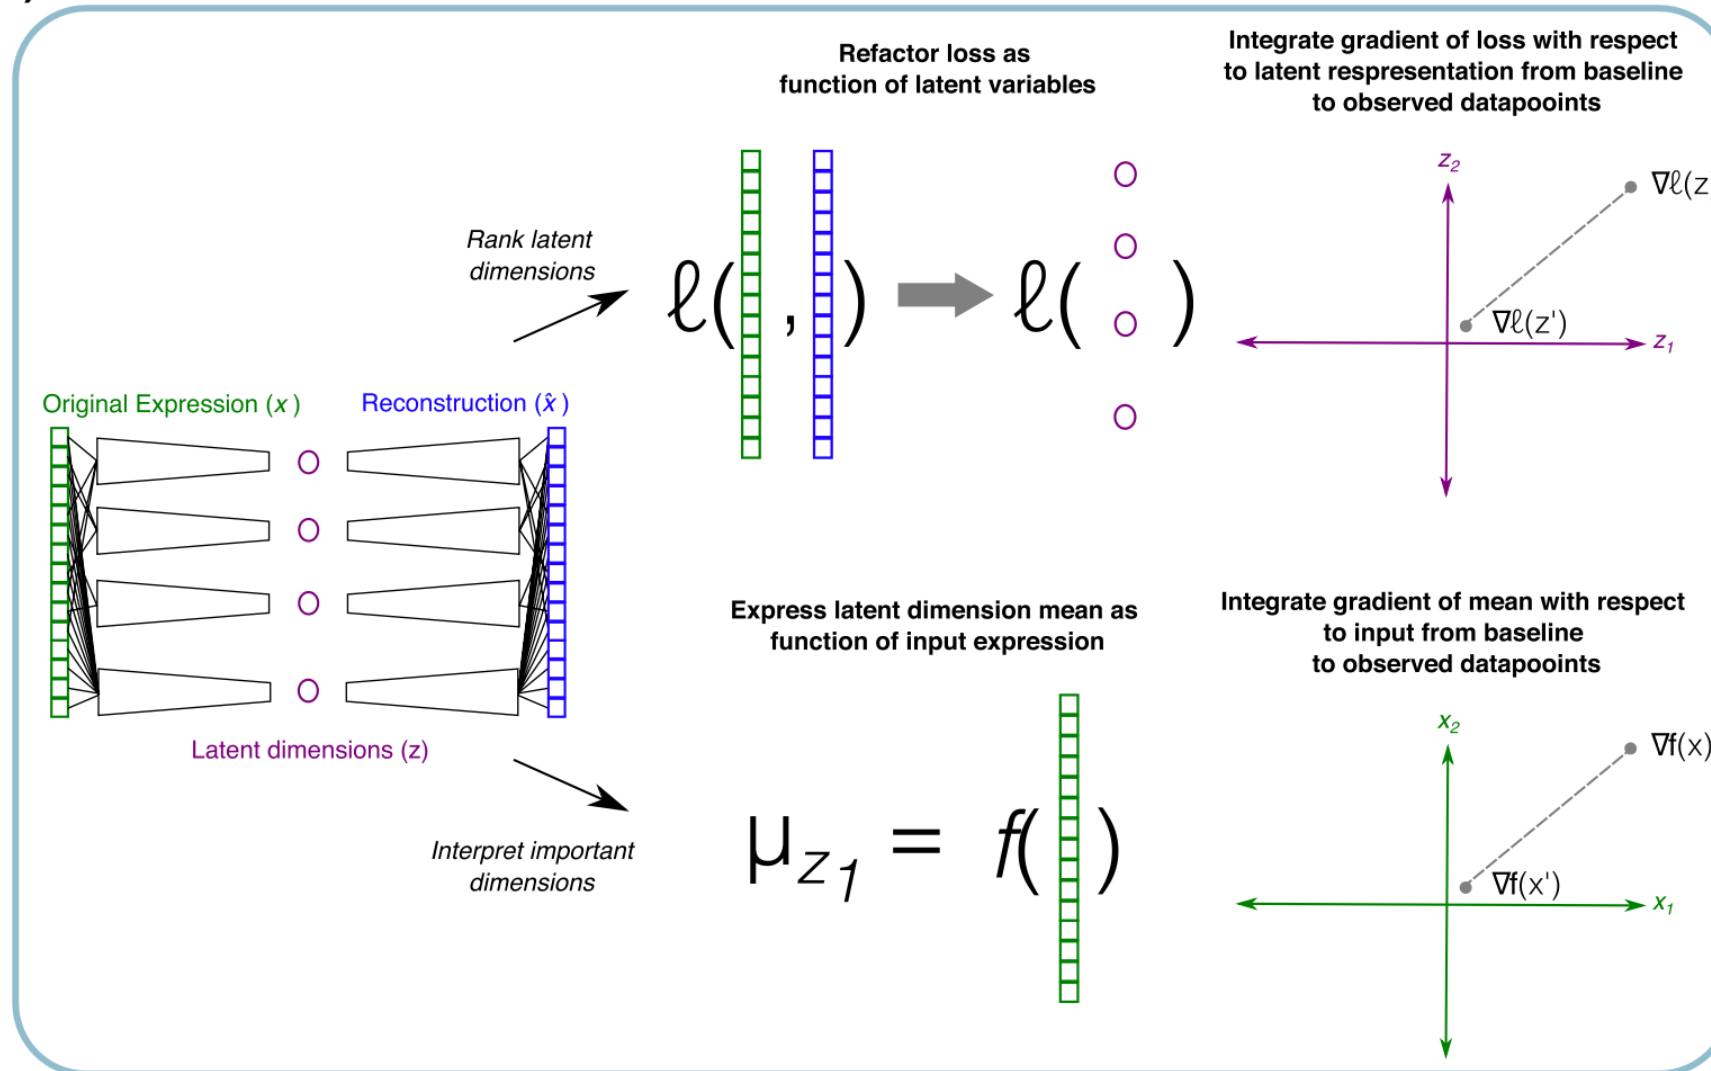 )
Refactor loss as
function of latent variables
Integrate gradient of loss with respect
to latent respresentation from baseline
to observed datapooints
Rank latent
dimensions
ℓ( , )
ℓ( )
z2
∇ℓ(z
∇ℓ(z')
z1
Original Expression (x )
Reconstruction (x̂ )
Latent dimensions (z)
Interpret important
dimensions
Express latent dimension mean as
function of input expression
μz1 = f( )
Integrate gradient of mean with respect
to input from baseline
to observed datapooints
x2
∇f(x)
∇f(x')
x1